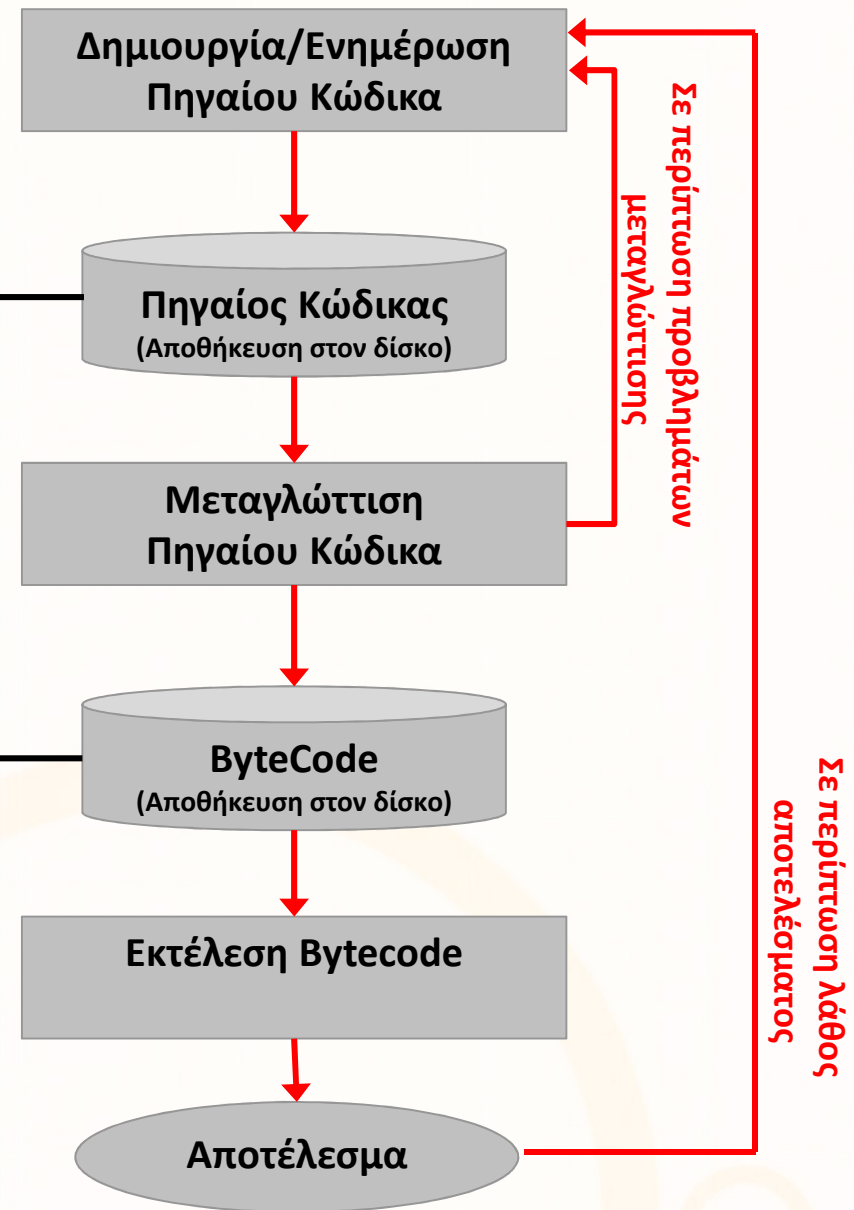 Δημιουργία/Ενημέρωση
Πηγαίου Κώδικα
Πηγαίος Κώδικας
(Αποθήκευση στον δίσκο)
Μεταγλώττιση
Πηγαίου Κώδικα
ByteCode
(Αποθήκευση στον δίσκο)
Εκτέλεση Bytecode
Αποτέλεσμα
Σε περίπτωση προβλημάτων
μεταγλώττισης
Σε περίπτωση λάθος
αποτελέσματος